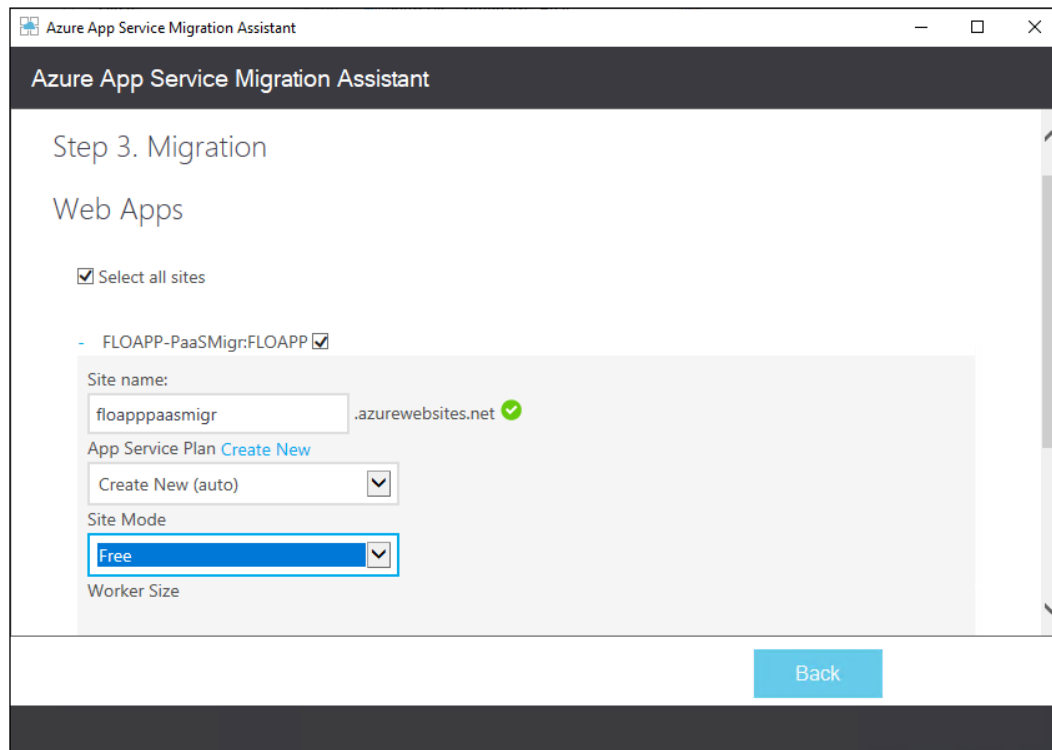 Azure App Service Migration Assistant
Azure App Service Migration Assistant
Step 3. Migration
Web Apps
Select all sites
- FLOAPP-PaaSMigr:FLOAPP
Site name:
floapppaasmigr .azurewebsites.net
App Service Plan Create New
Create New (auto)
Site Mode
Free
Worker Size
Back